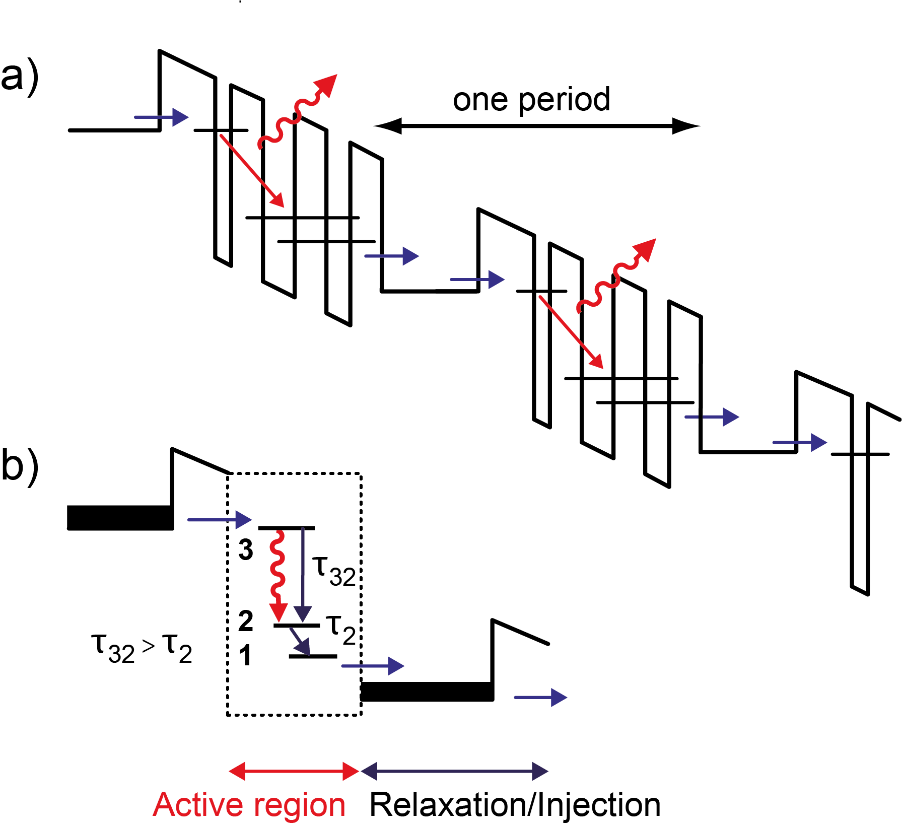 a)
one period
b)
3
τ32
2
τ2
1
τ32 > τ2
Active region
Relaxation/Injection